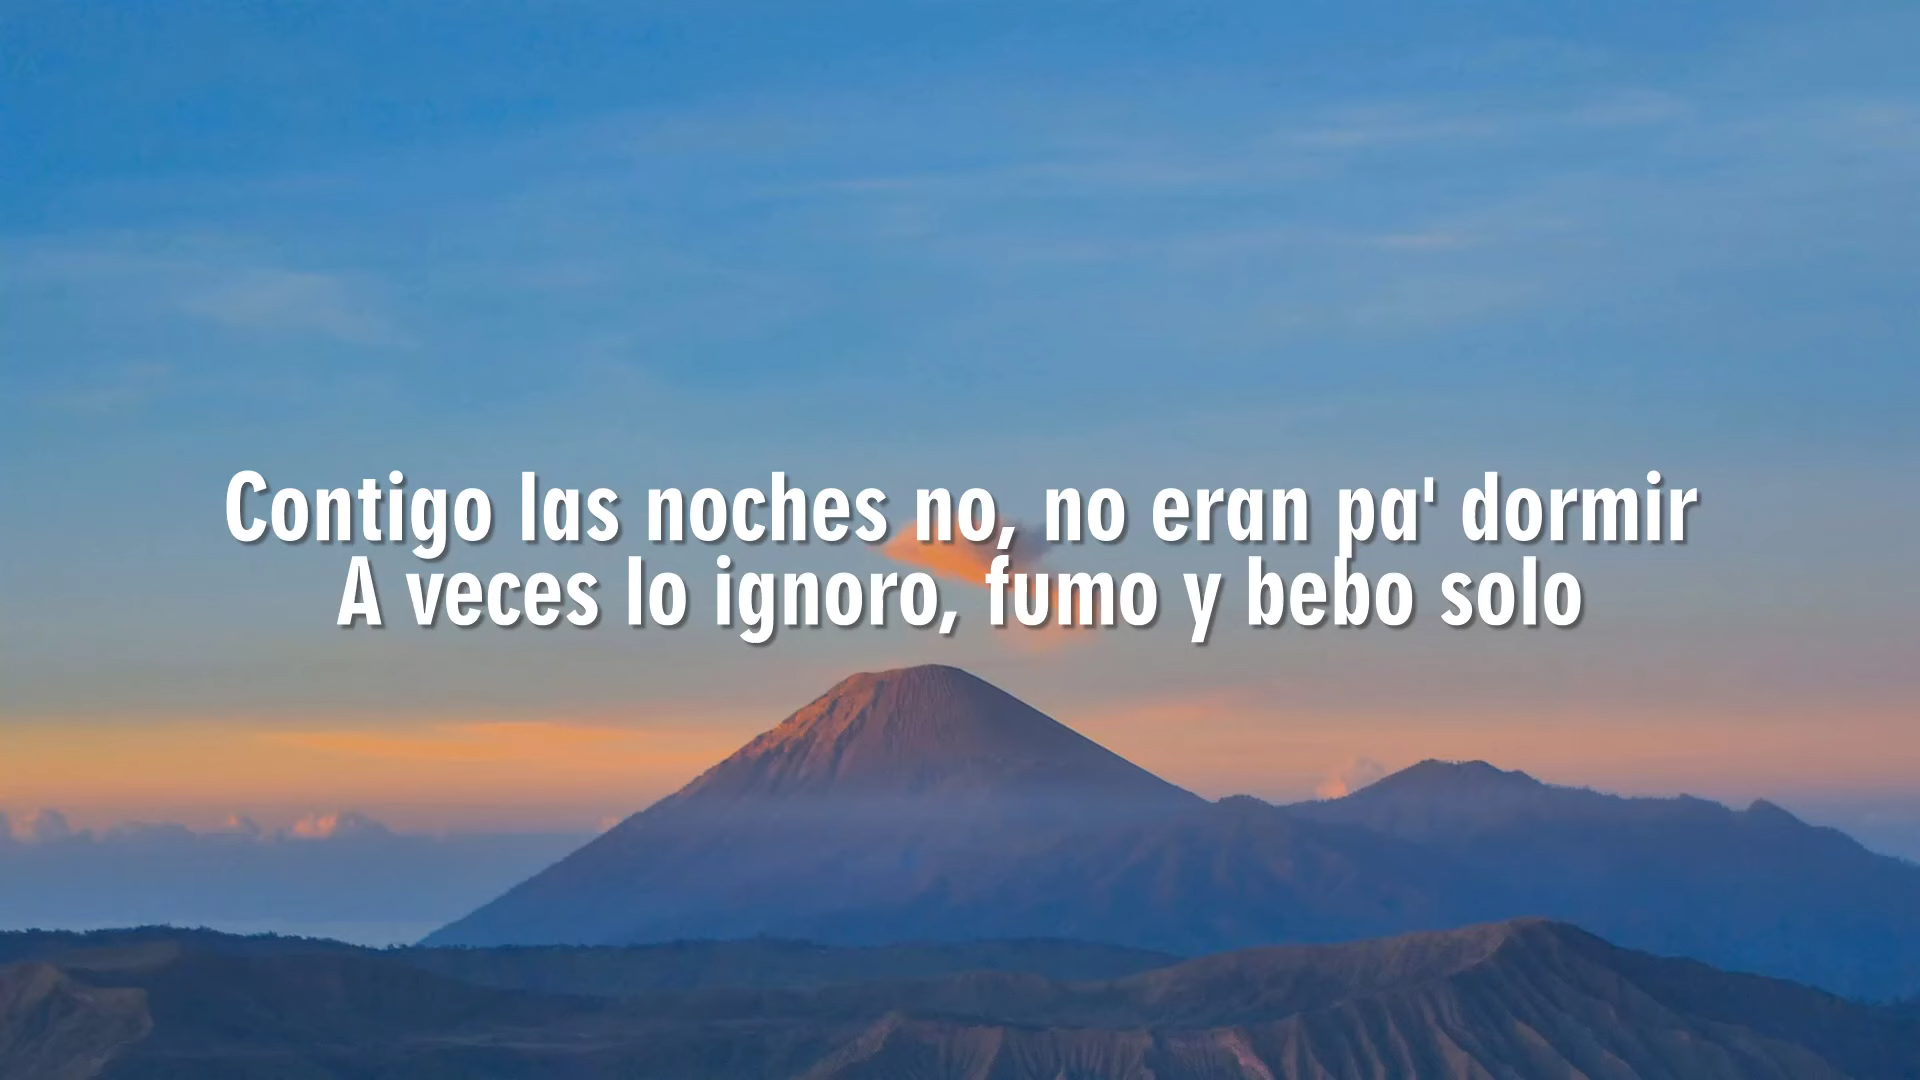 Contigo las noches no, no eran pa' dormir
A veces lo ignoro, fumo y bebo solo